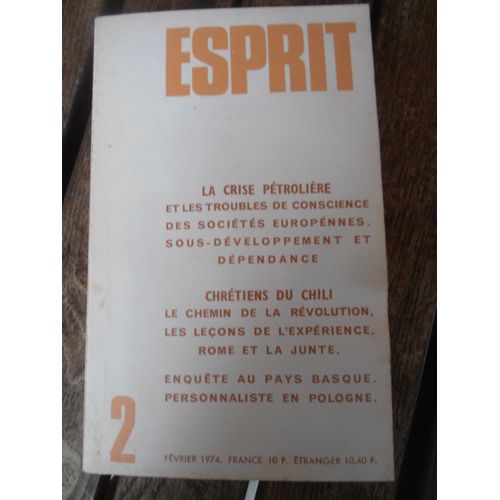 ESPRIT
LA CRISE PÉTROLIÈRE
ET LES TROUBLES DE CONSCIENCE
DES SOCIÉTÉS EUROPÉNNES.
SOUS-DÉVELOPPEMENT ET
DÉPENDANCE
CHRÉTIENS DU CHILI
LE CHEMIN DE LA RÉVOLUTION,
LES LEÇONS DE L'EXPÉRIENCE,
ROME ET LA JUNTE.
ENQUÊTE AU PAYS BASQUE.
PERSONNALISTE EN POLOGNE.
2
FÉVRIER 1974. FRANCE 10 F. ÉTRANGER 10,40 F.